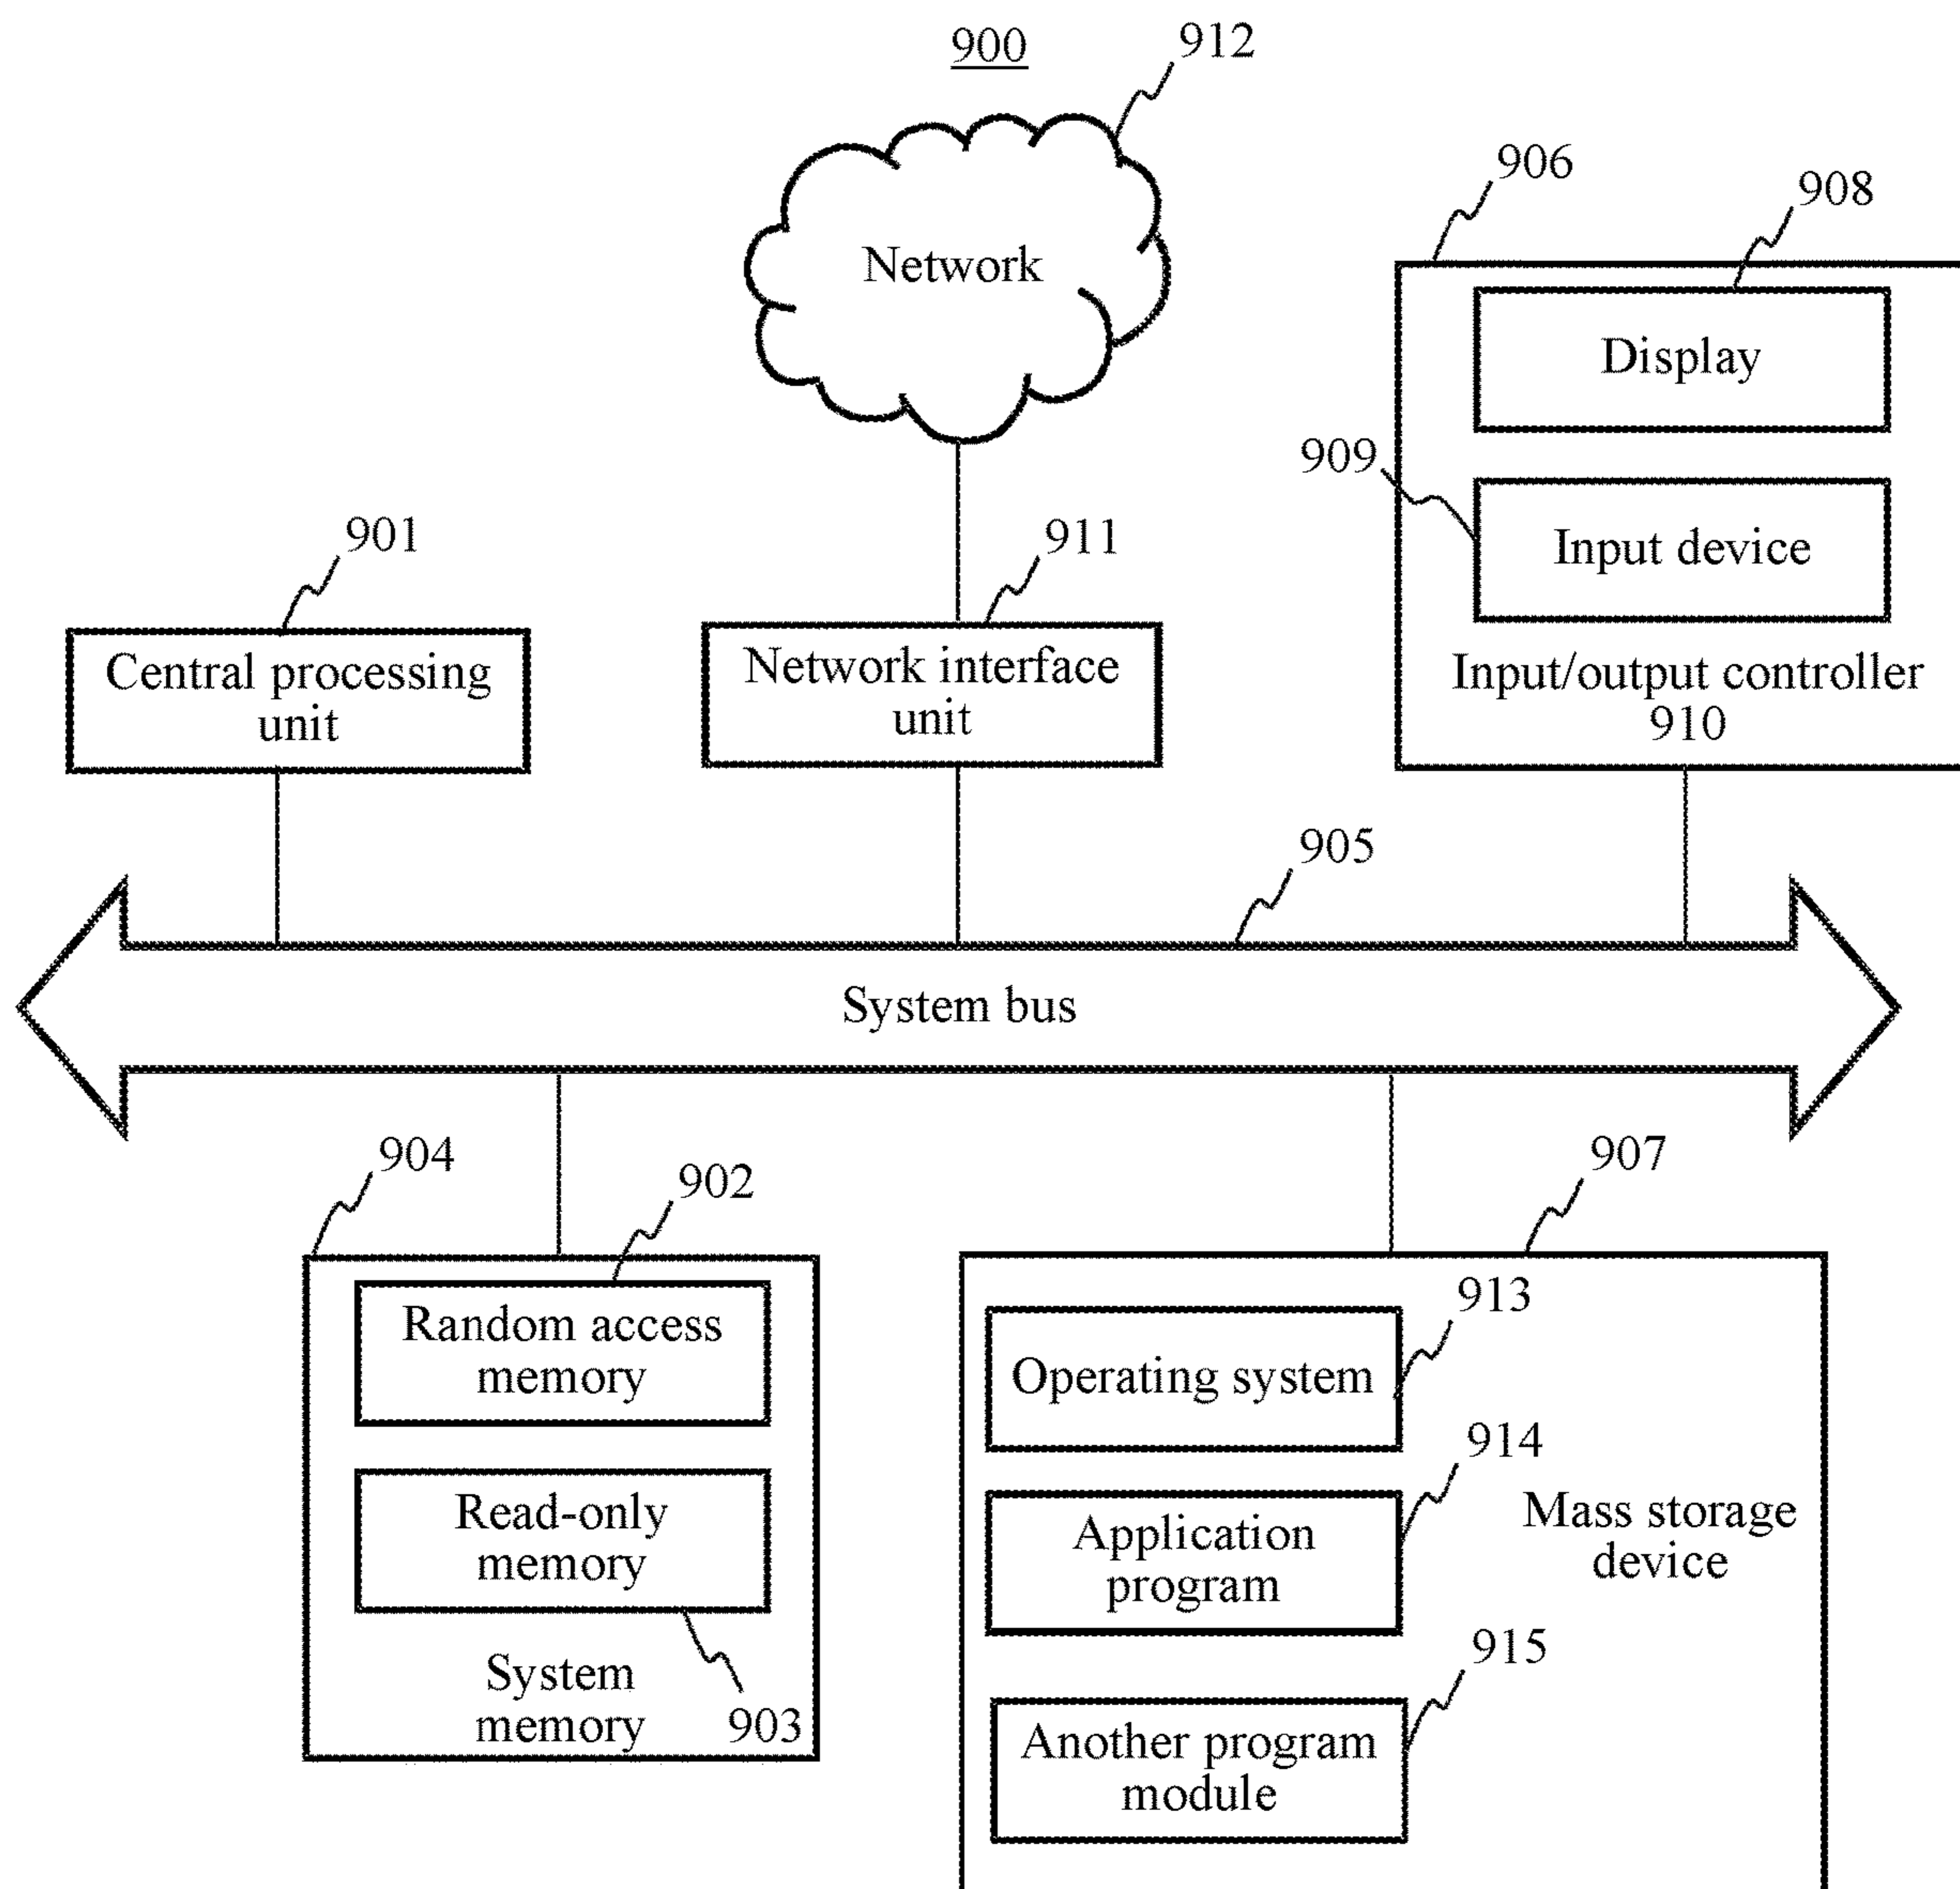 900
912
Network
906
908
Display
909
Input device
Input/output controller
910
901
Central processing
unit
911
Network interface
unit
905
System bus
904
902
Random access
memory
Read-only
memory
System
memory
903
907
913
Operating system
914
Application
program
Mass storage
device
915
Another program
module